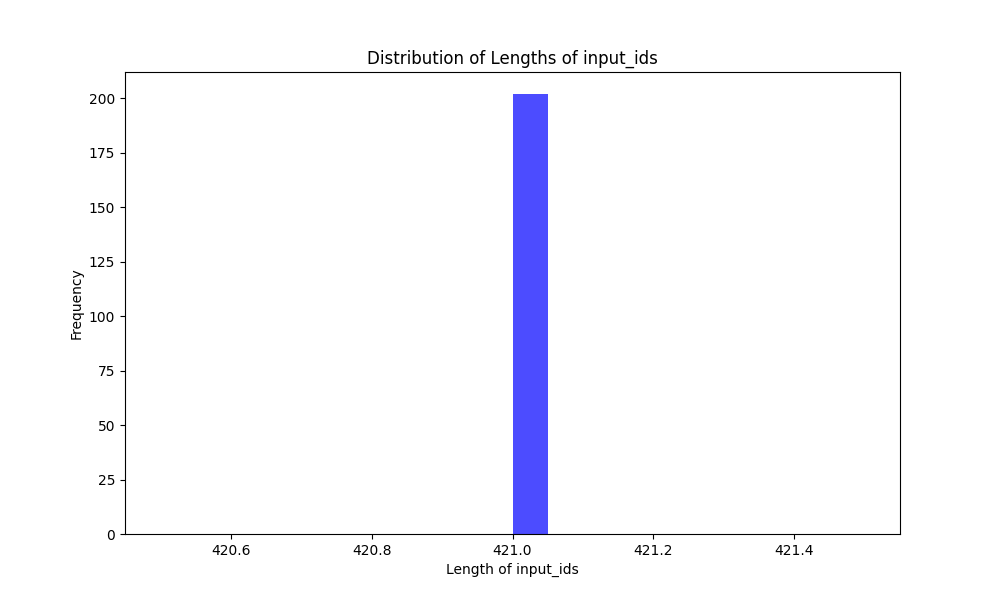 Distribution of Lengths of input_ids
200
175
150
125
100
75
50
25
0
Frequency
420.6 420.8 421.0 421.2 421.4
Length of input_ids